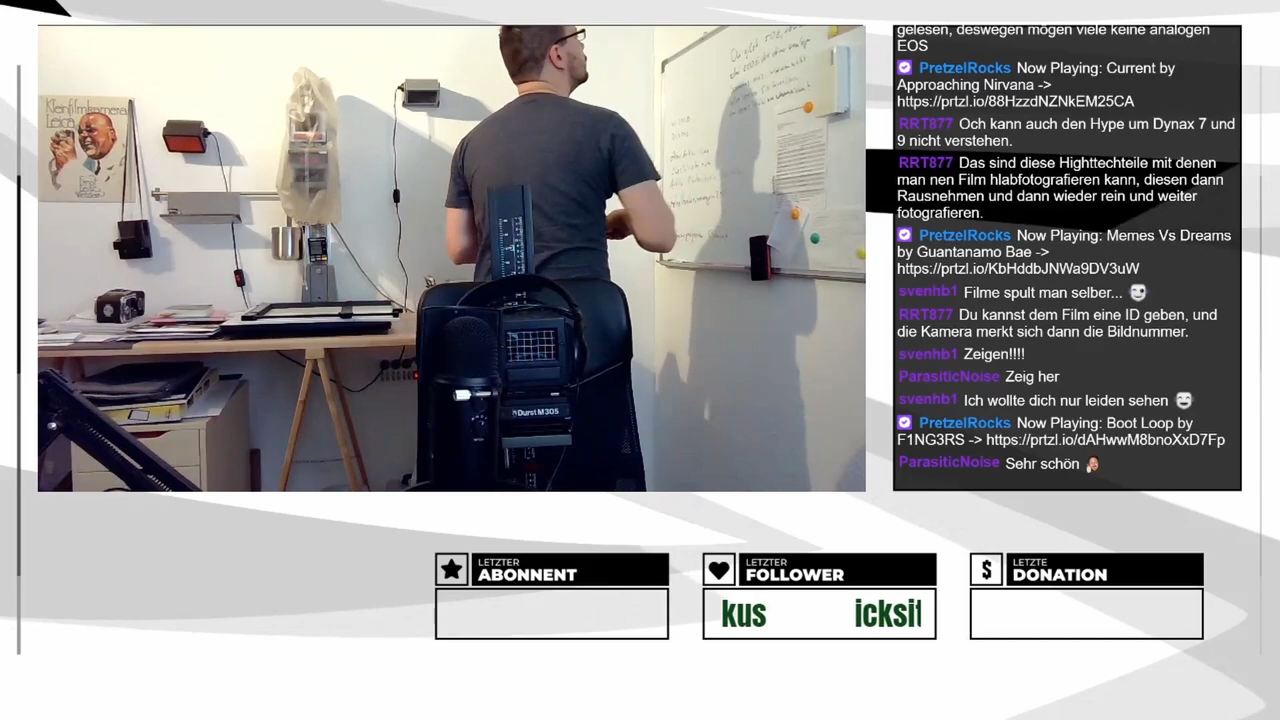 Kleinfilmkamera
Leica
Durst M 305
gelesen, deswegen mögen viele keine analogen
EOS
PretzelRocks Now Playing: Current by
Approaching Nirvana ->
https://prtzl.io/88HzzdNZNkEM25CA
RRT877 Och kann auch den Hype um Dynax 7 und
9 nicht verstehen.
RRT877 Das sind diese Highttechteile mit denen
man nen Film hlabfotografieren kann, diesen dann
Rausnehmen und dann wieder rein und weiter
fotografieren.
PretzelRocks Now Playing: Memes Vs Dreams
by Guantanamo Bae ->
https://prtzl.io/KbHddbJNWa9DV3uW
svenhb1 Filme spult man selber...
RRT877 Du kannst dem Film eine ID geben, und
die Kamera merkt sich dann die Bildnummer.
svenhb1 Zeigen!!!!
ParasiticNoise Zeig her
svenhb1 Ich wollte dich nur leiden sehen
PretzelRocks Now Playing: Boot Loop by
F1NG3RS -> https://prtzl.io/dAHwwM8bnoXxD7Fp
ParasiticNoise Sehr schön
LETZTER
ABONNENT
LETZTER
FOLLOWER
kus icksit
$ LETZTE
DONATION